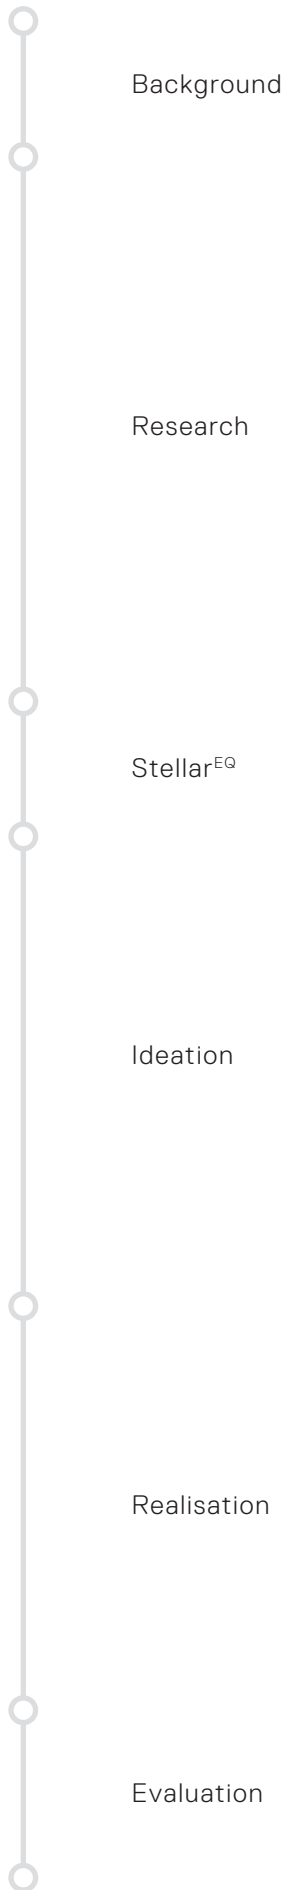 Background
Research
Stellar^EQ
Ideation
Realisation
Evaluation